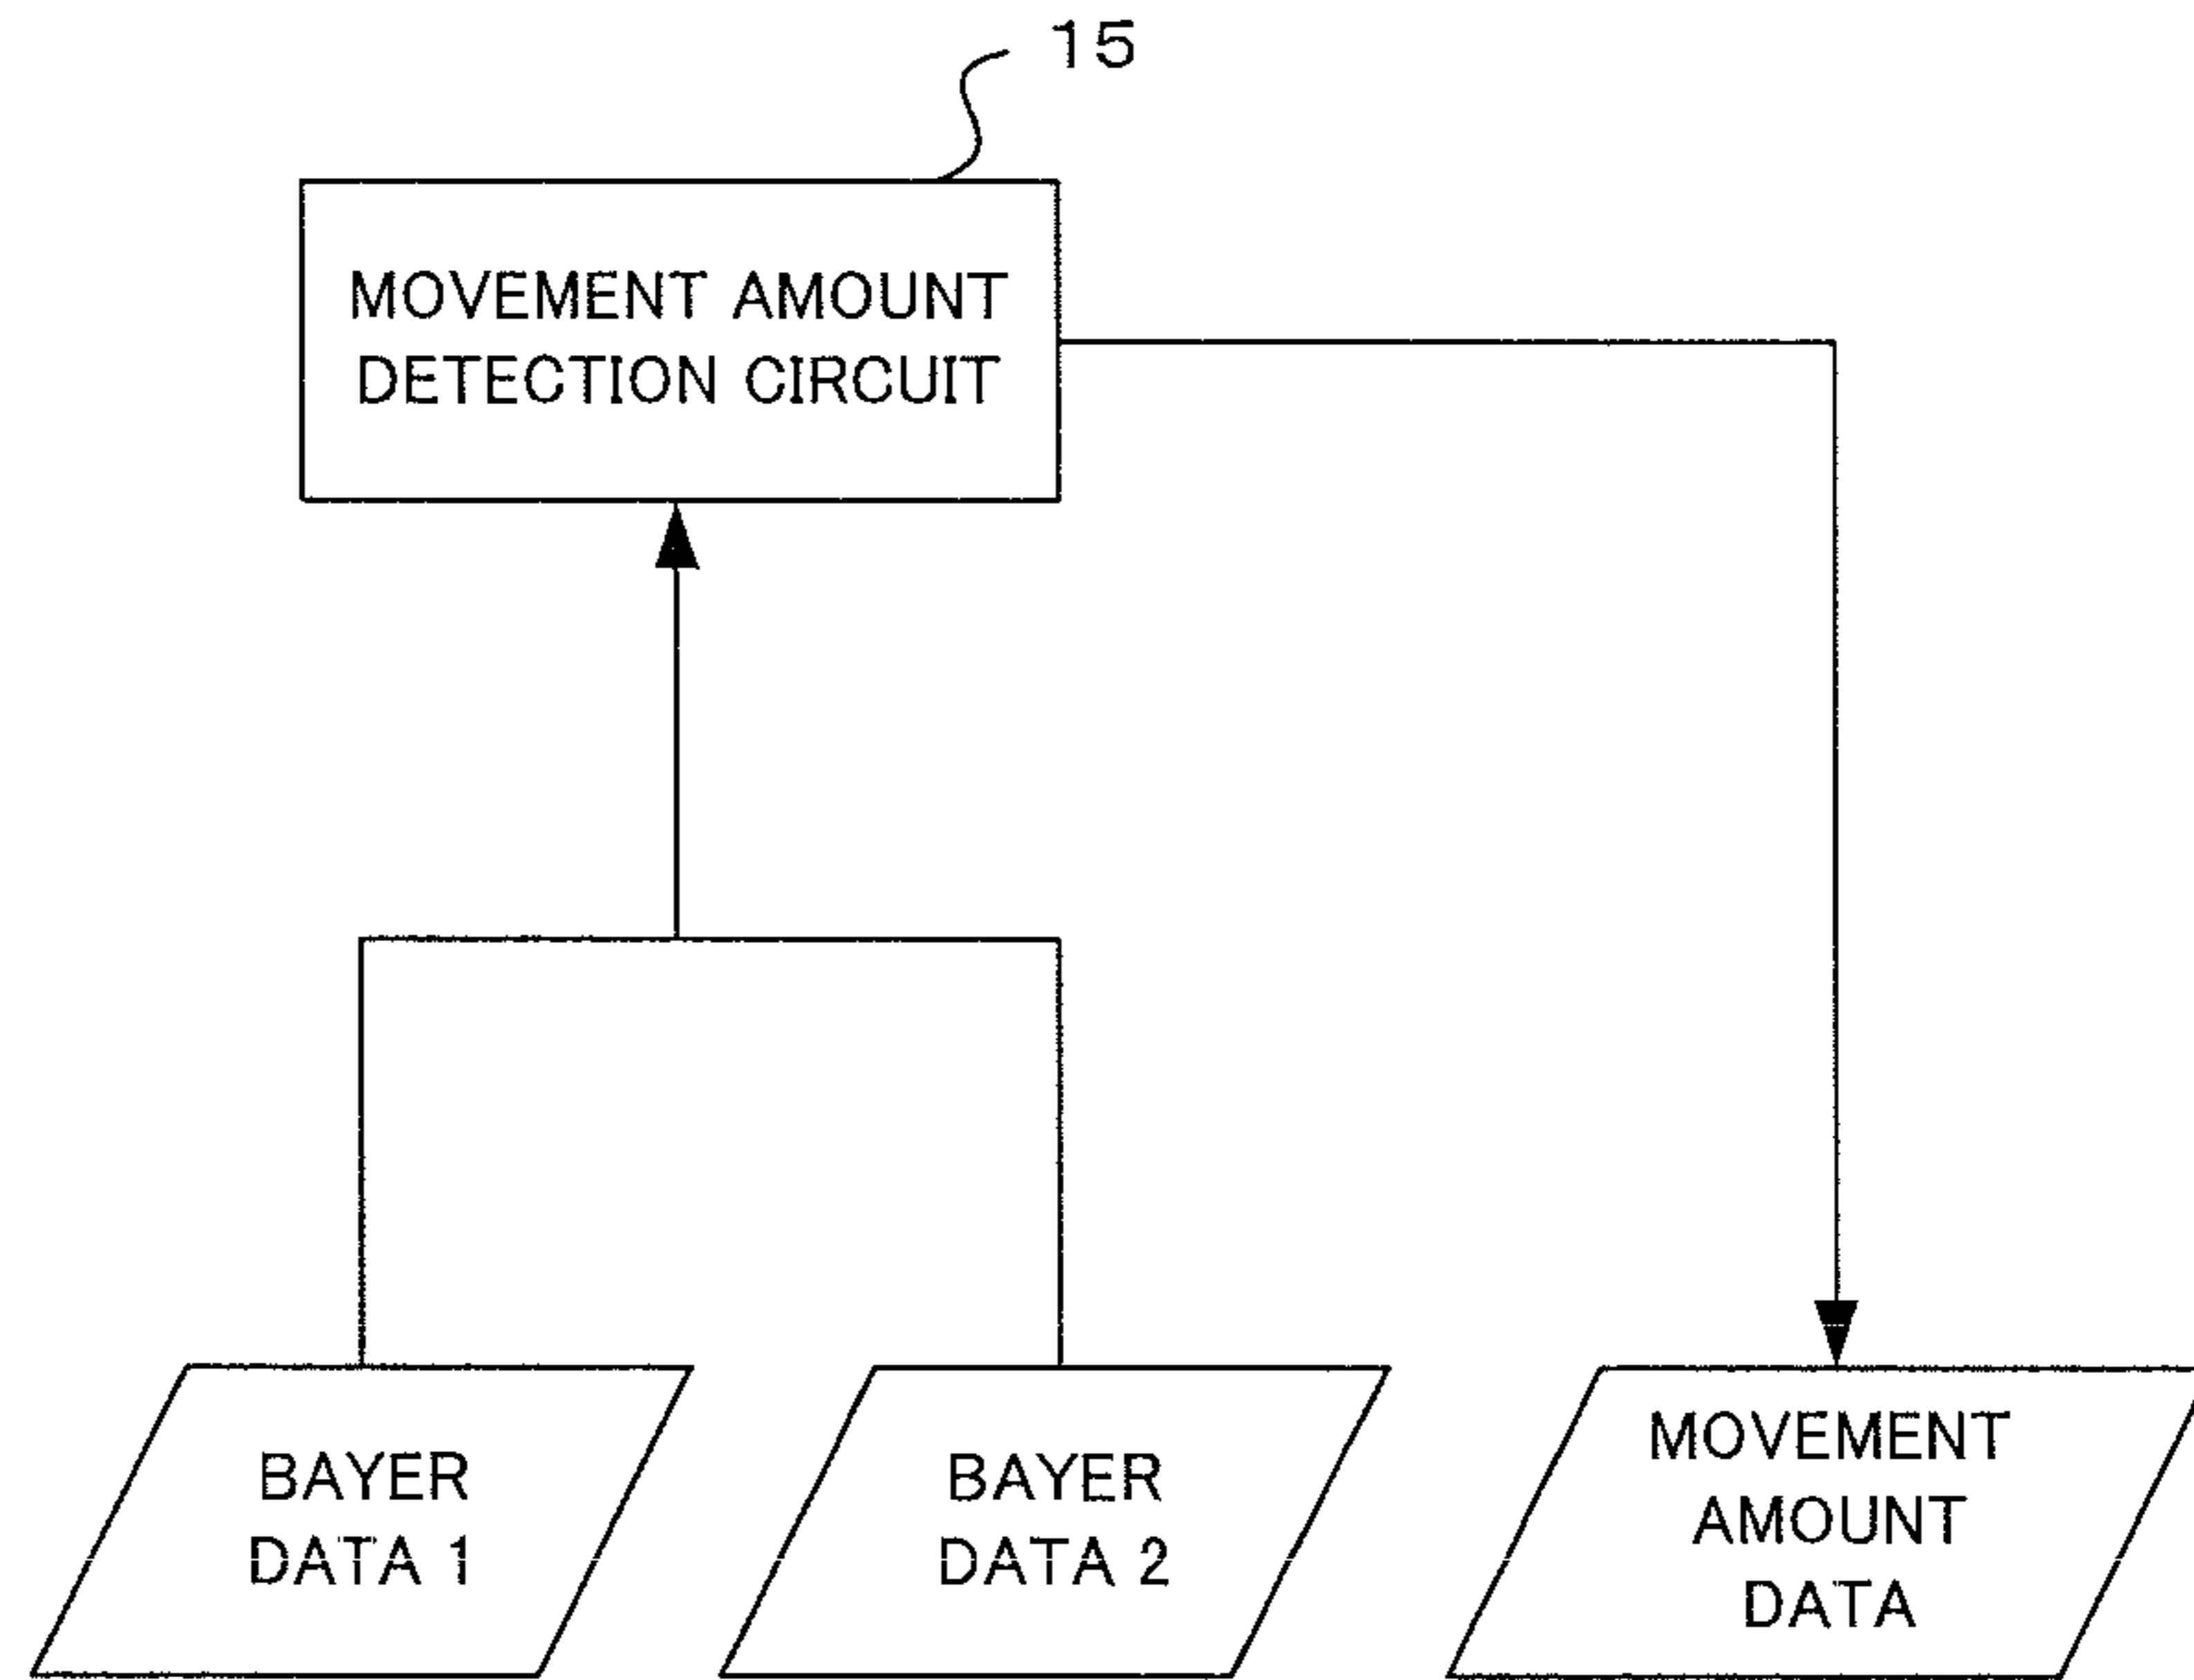 15
MOVEMENT AMOUNT
DETECTION CIRCUIT
BAYER
DATA 1
BAYER
DATA 2
MOVEMENT
AMOUNT
DATA